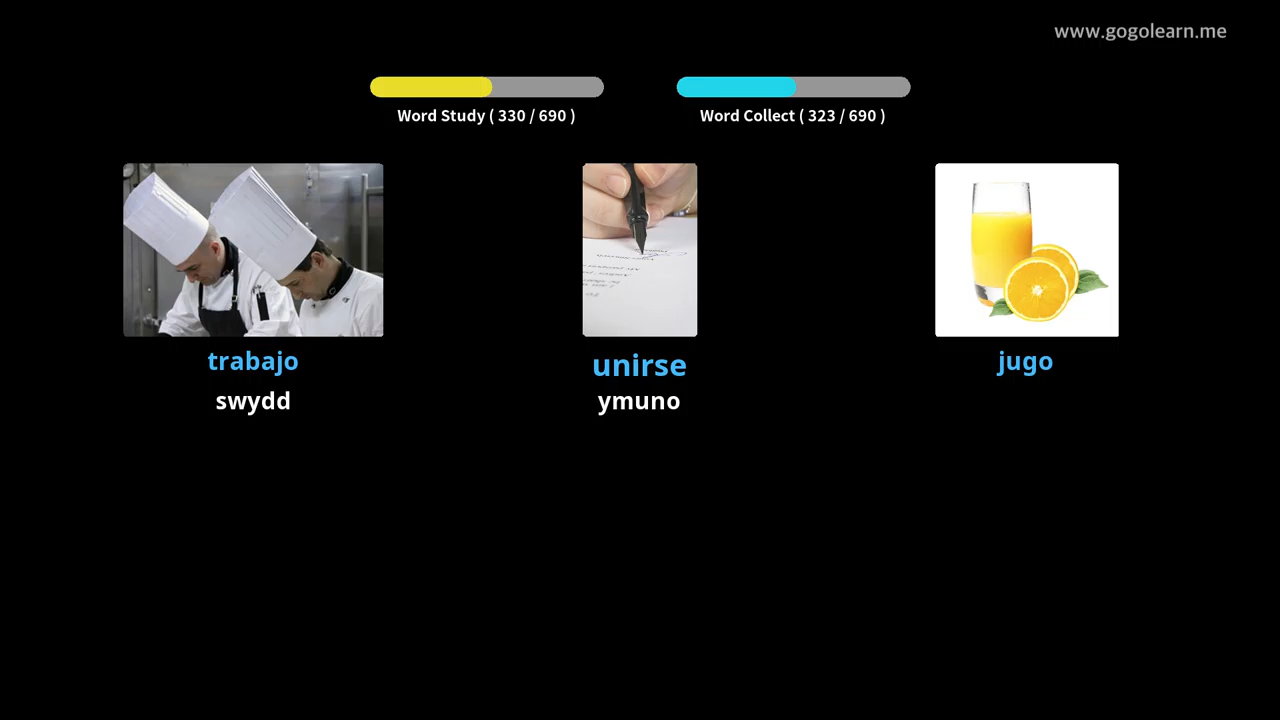 www.gogolearn.me
Word Study ( 330 / 690 )
Word Collect ( 323 / 690 )
trabajo
unirse
jugo
swydd
ymuno